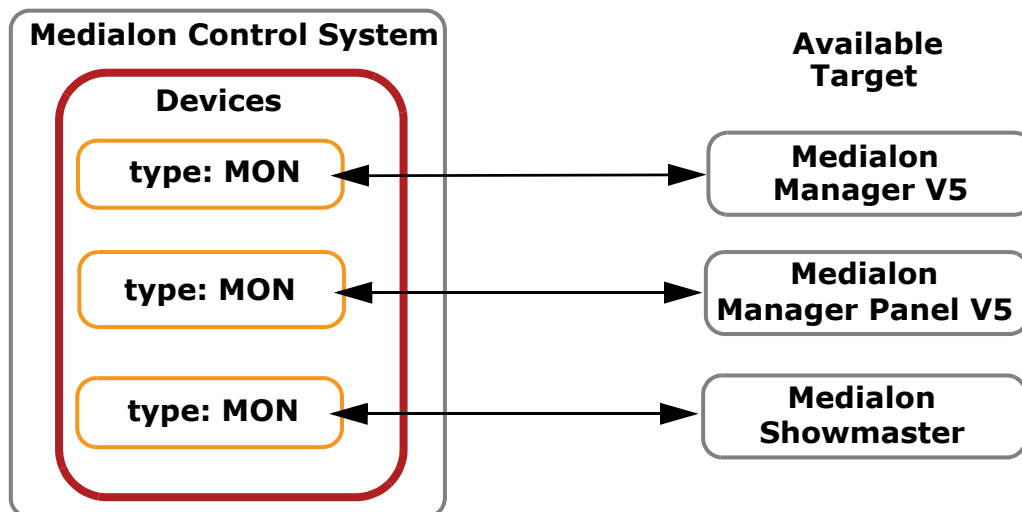 Medialon Control System
Devices
type: MON
type: MON
type: MON
Available
Target
Medialon
Manager V5
Medialon
Manager Panel V5
Medialon
Showmaster